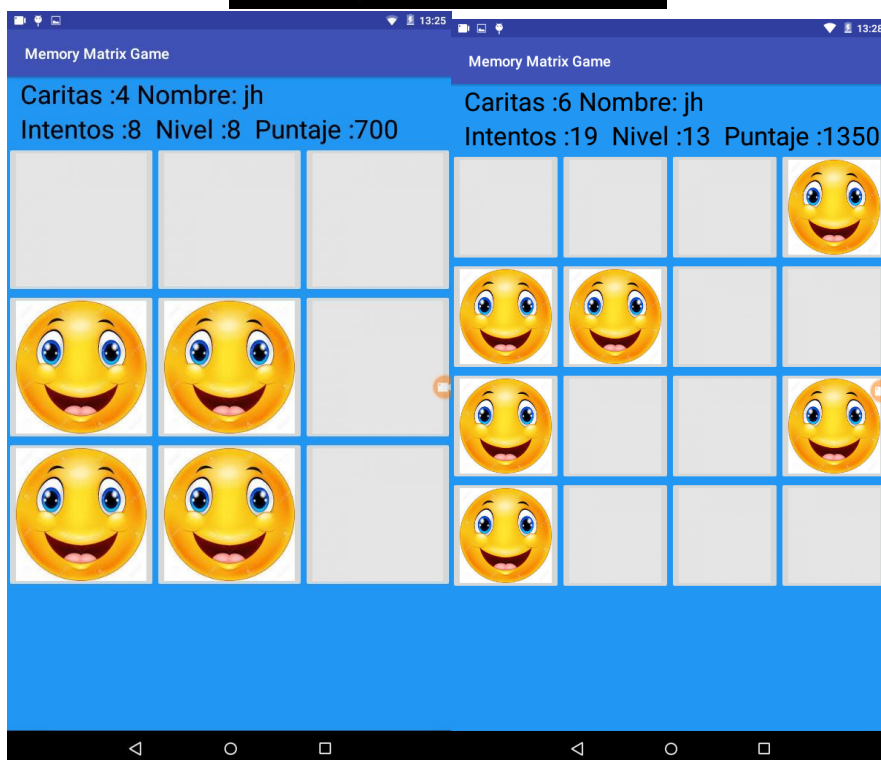 13:25
Memory Matrix Game
Caritas :4 Nombre: jh
Intentos :8 Nivel :8 Puntaje :700
13:28
Memory Matrix Game
Caritas :6 Nombre: jh
Intentos :19 Nivel :13 Puntaje :1350